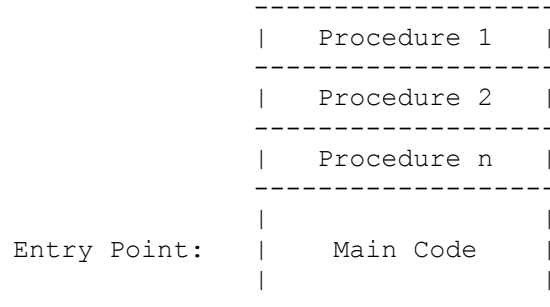 Procedure 1
Procedure 2
Procedure n
Entry Point: Main Code